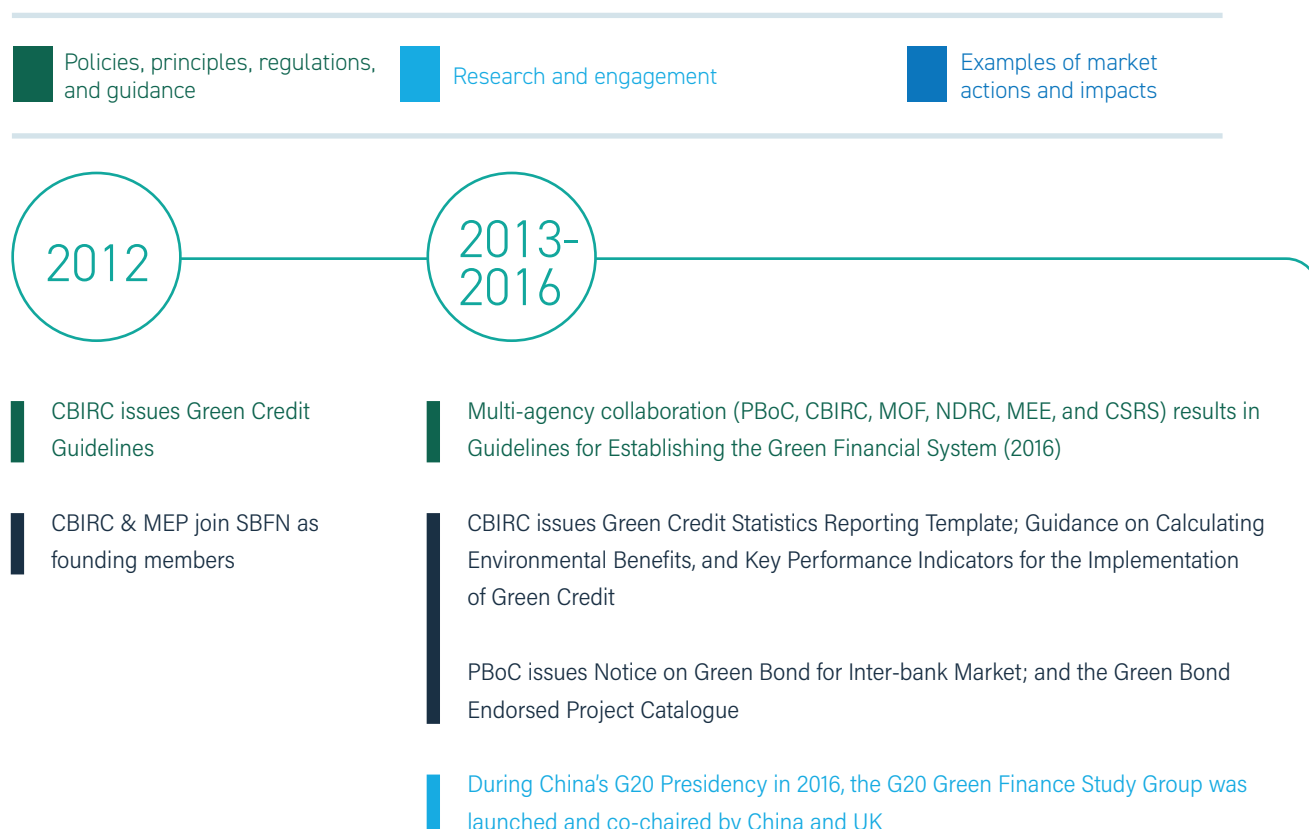 Policies, principles, regulations,
and guidance
Research and engagement
Examples of market
actions and impacts
2012
2013-
2016
CBIRC issues Green Credit
Guidelines
CBIRC & MEP join SBFN as
founding members
Multi-agency collaboration (PBoC, CBIRC, MOF, NDRC, MEE, and CSRS) results in
Guidelines for Establishing the Green Financial System (2016)
CBIRC issues Green Credit Statistics Reporting Template; Guidance on Calculating
Environmental Benefits, and Key Performance Indicators for the Implementation
of Green Credit
PBoC issues Notice on Green Bond for Inter-bank Market; and the Green Bond
Endorsed Project Catalogue
During China's G20 Presidency in 2016, the G20 Green Finance Study Group was
launched and co-chaired by China and UK